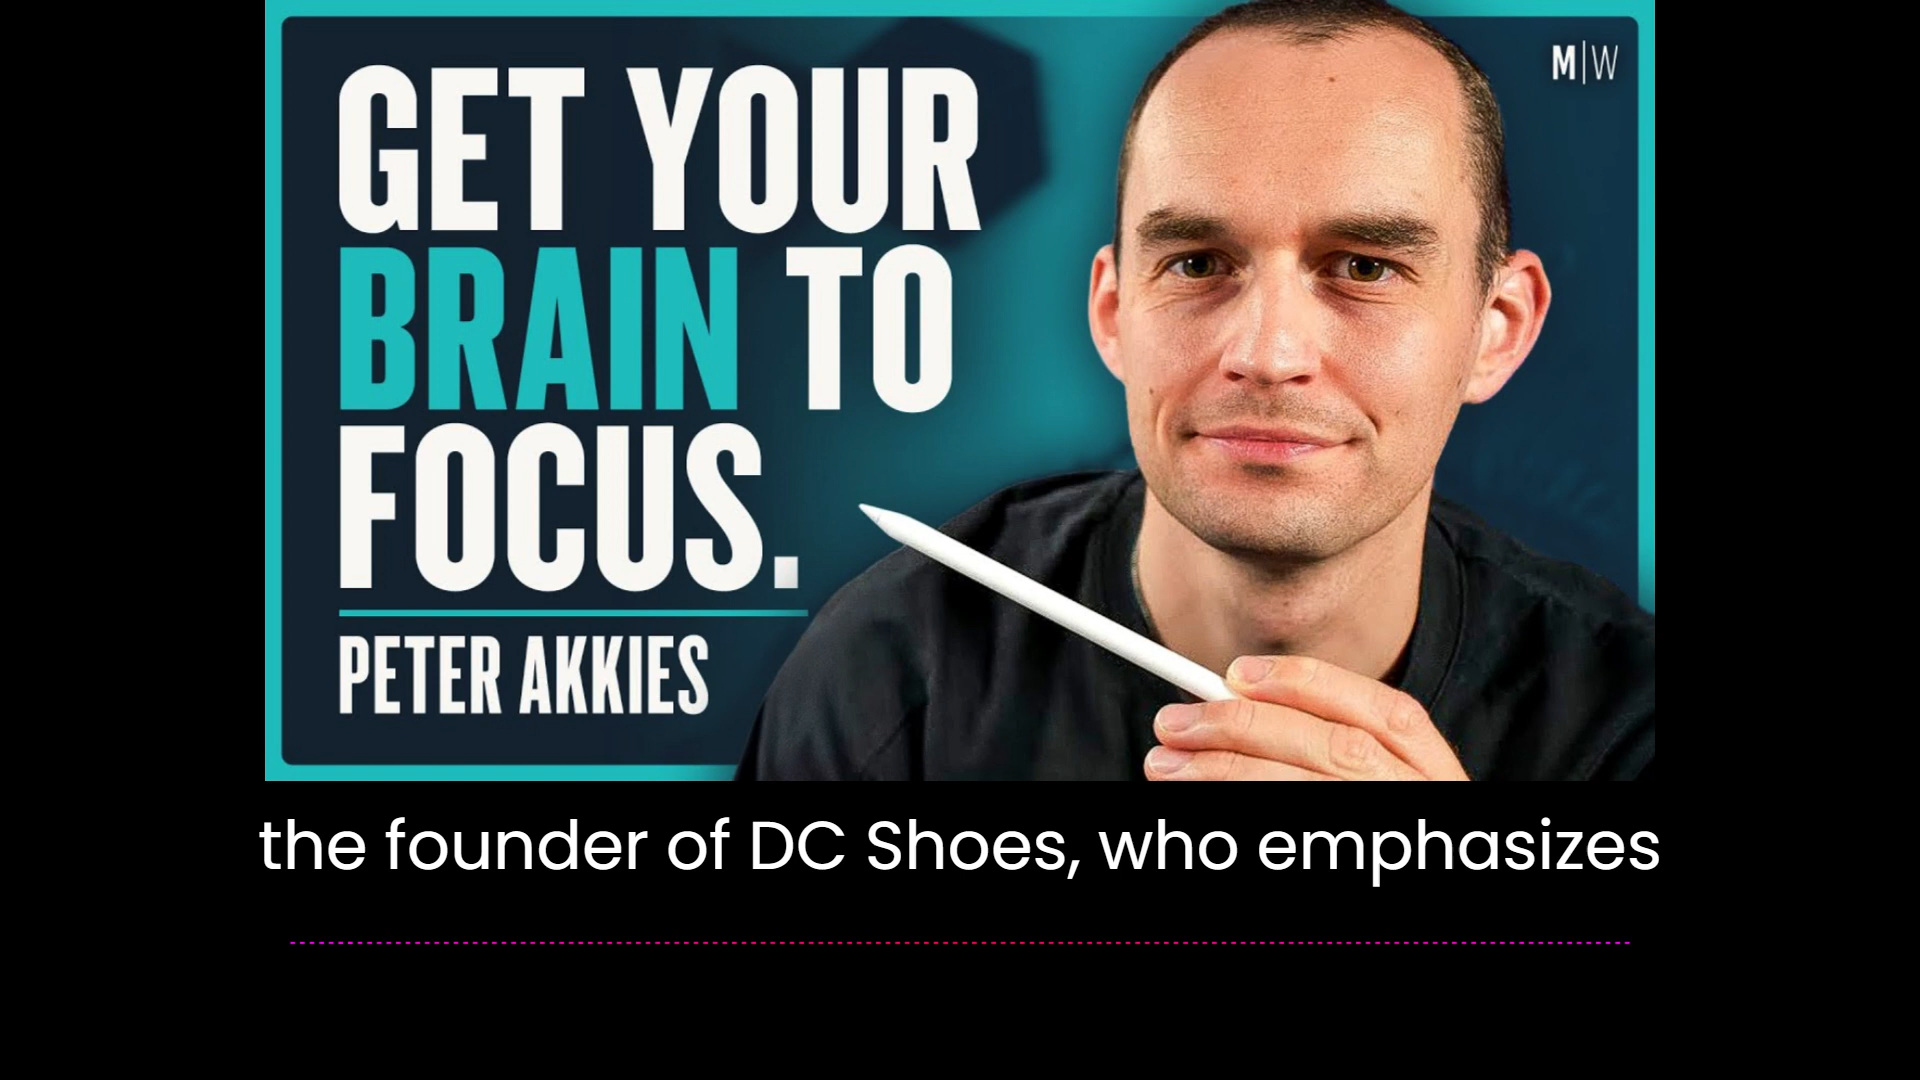 GET YOUR
BRAIN TO
FOCUS.
PETER AKKIES
M|W
the founder of DC Shoes, who emphasizes